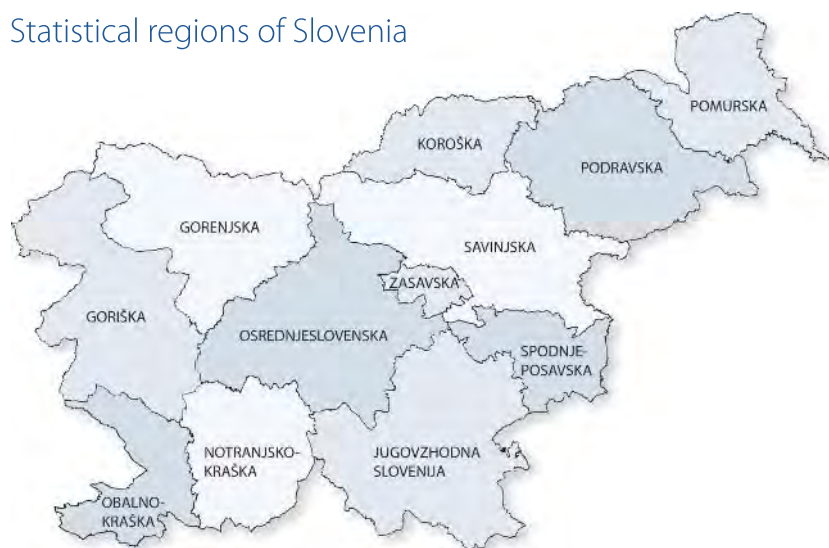 Statistical regions of Slovenia
POMURSKA
KOROŠKA
PODRAVSKA
GORENJSKA
SAVINJSKA
ZASAVSKA
GORIŠKA
OSREDNJESLOVENSKA
SPODNJE-
POSAVSKA
NOTRANJSKO-
KRAŠKA
JUGOVZHODNA
SLOVENIJA
OBALNO-
KRAŠKA